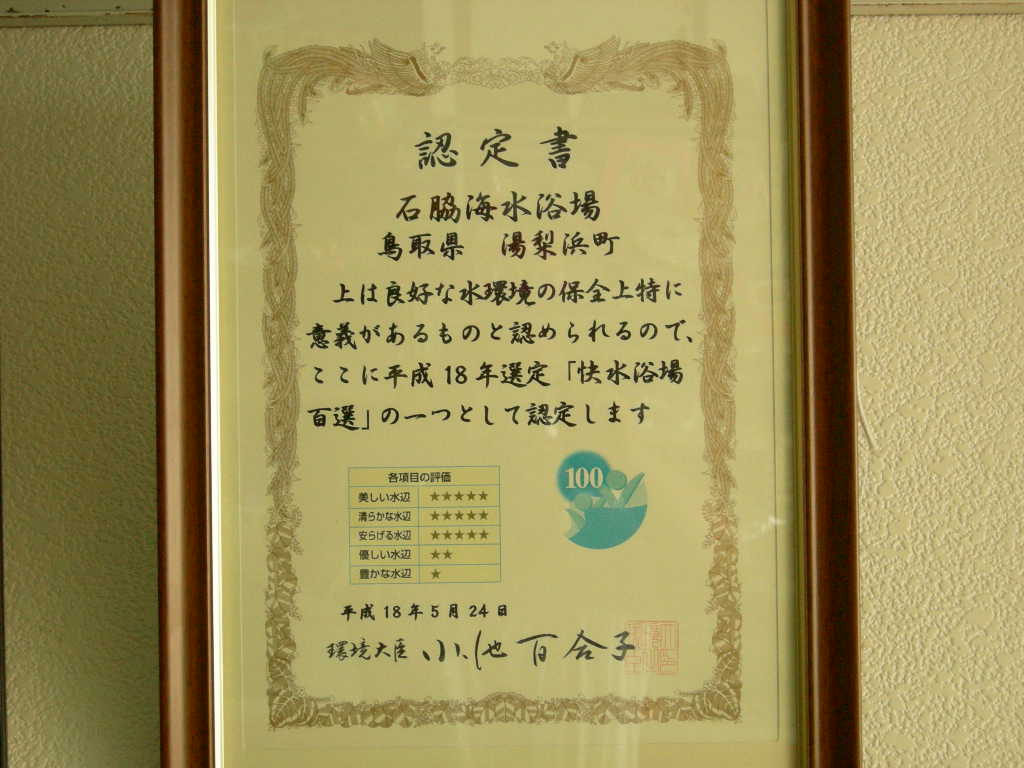 認定書
石脇海水浴場
鳥取県　湯梨浜町
上は良好な水環境の保全上特に
意義があるものと認められるので、
ここに平成18年選定「快水浴場
百選」の一つとして認定します
100
各項目の評価
美しい水辺 ★★★★★
清らかな水辺 ★★★★★
安らげる水辺 ★★★★★
優しい水辺 ★★
豊かな水辺 ★
平成18年5月24日
環境大臣 小池百合子